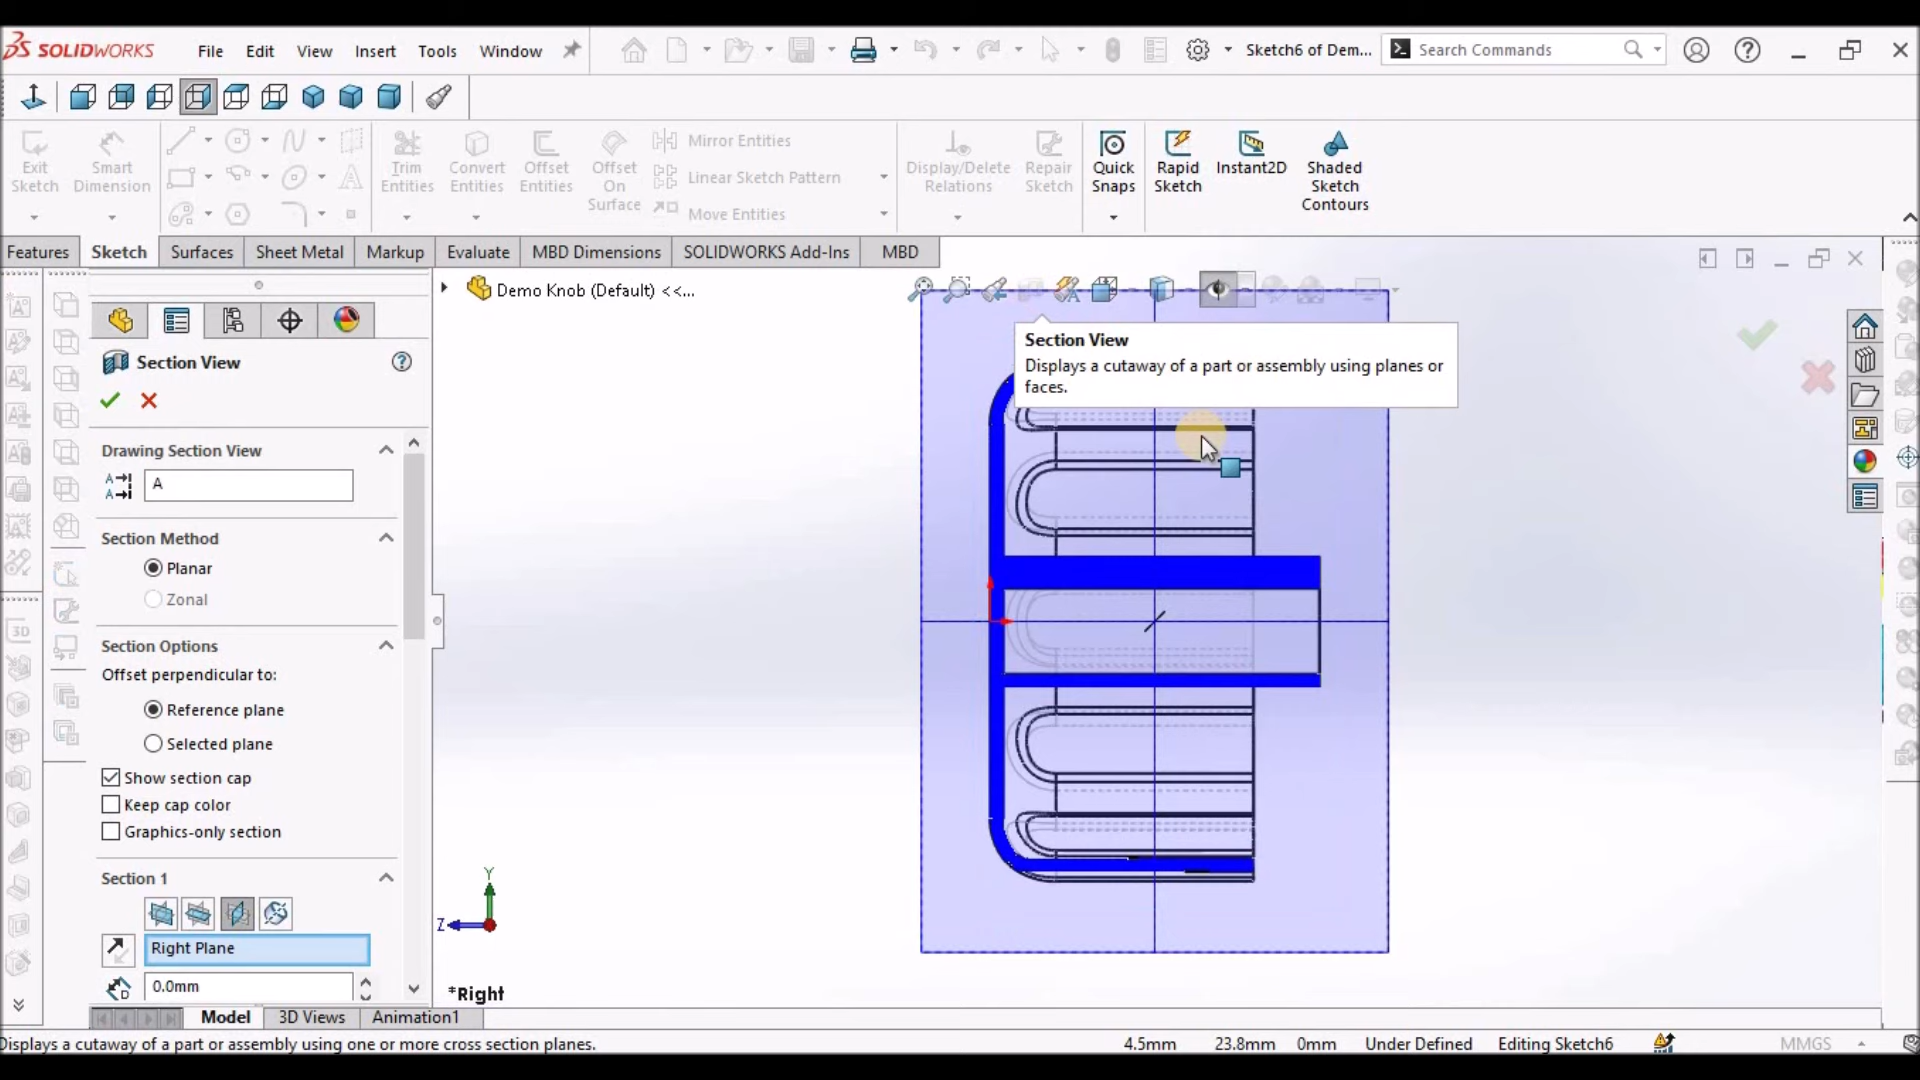 SOLIDWORKS
File Edit View Insert Tools Window
Sketch6 of Dem...
Search Commands
Exit Sketch
Smart Dimension
Trim Entities
Convert Entities
Offset Entities
Offset On Surface
Mirror Entities
Linear Sketch Pattern
Move Entities
Display/Delete Relations
Repair Sketch
Quick Snaps
Rapid Sketch
Instant2D
Shaded Sketch Contours
Features Sketch Surfaces Sheet Metal Markup Evaluate MBD Dimensions SOLIDWORKS Add-Ins MBD
Demo Knob (Default) <<...
Section View
Displays a cutaway of a part or assembly using planes or
faces.
Section View
Drawing Section View
A
Section Method
Planar
Zonal
Section Options
Offset perpendicular to:
Reference plane
Selected plane
Show section cap
Keep cap color
Graphics-only section
Section 1
Right Plane
0.0mm
Y
Z
*Right
Model 3D Views Animation1
Displays a cutaway of a part or assembly using one or more cross section planes.
4.5mm 23.8mm 0mm Under Defined Editing Sketch6 MMGS